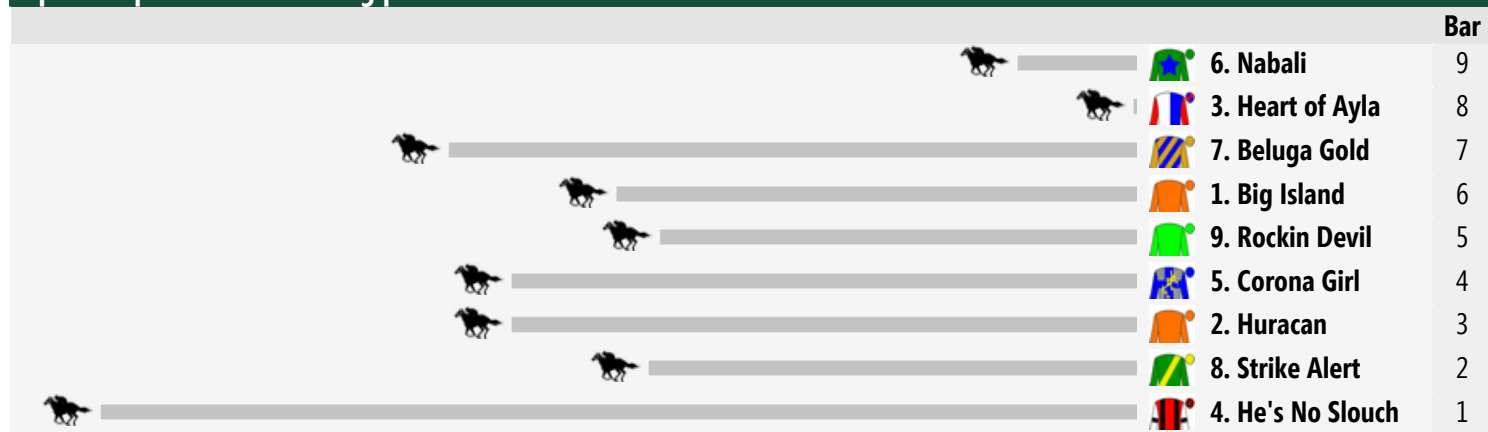 Bar
6. Nabali 9
3. Heart of Ayla 8
7. Beluga Gold 7
1. Big Island 6
9. Rockin Devil 5
5. Corona Girl 4
2. Huracan 3
8. Strike Alert 2
4. He's No Slouch 1